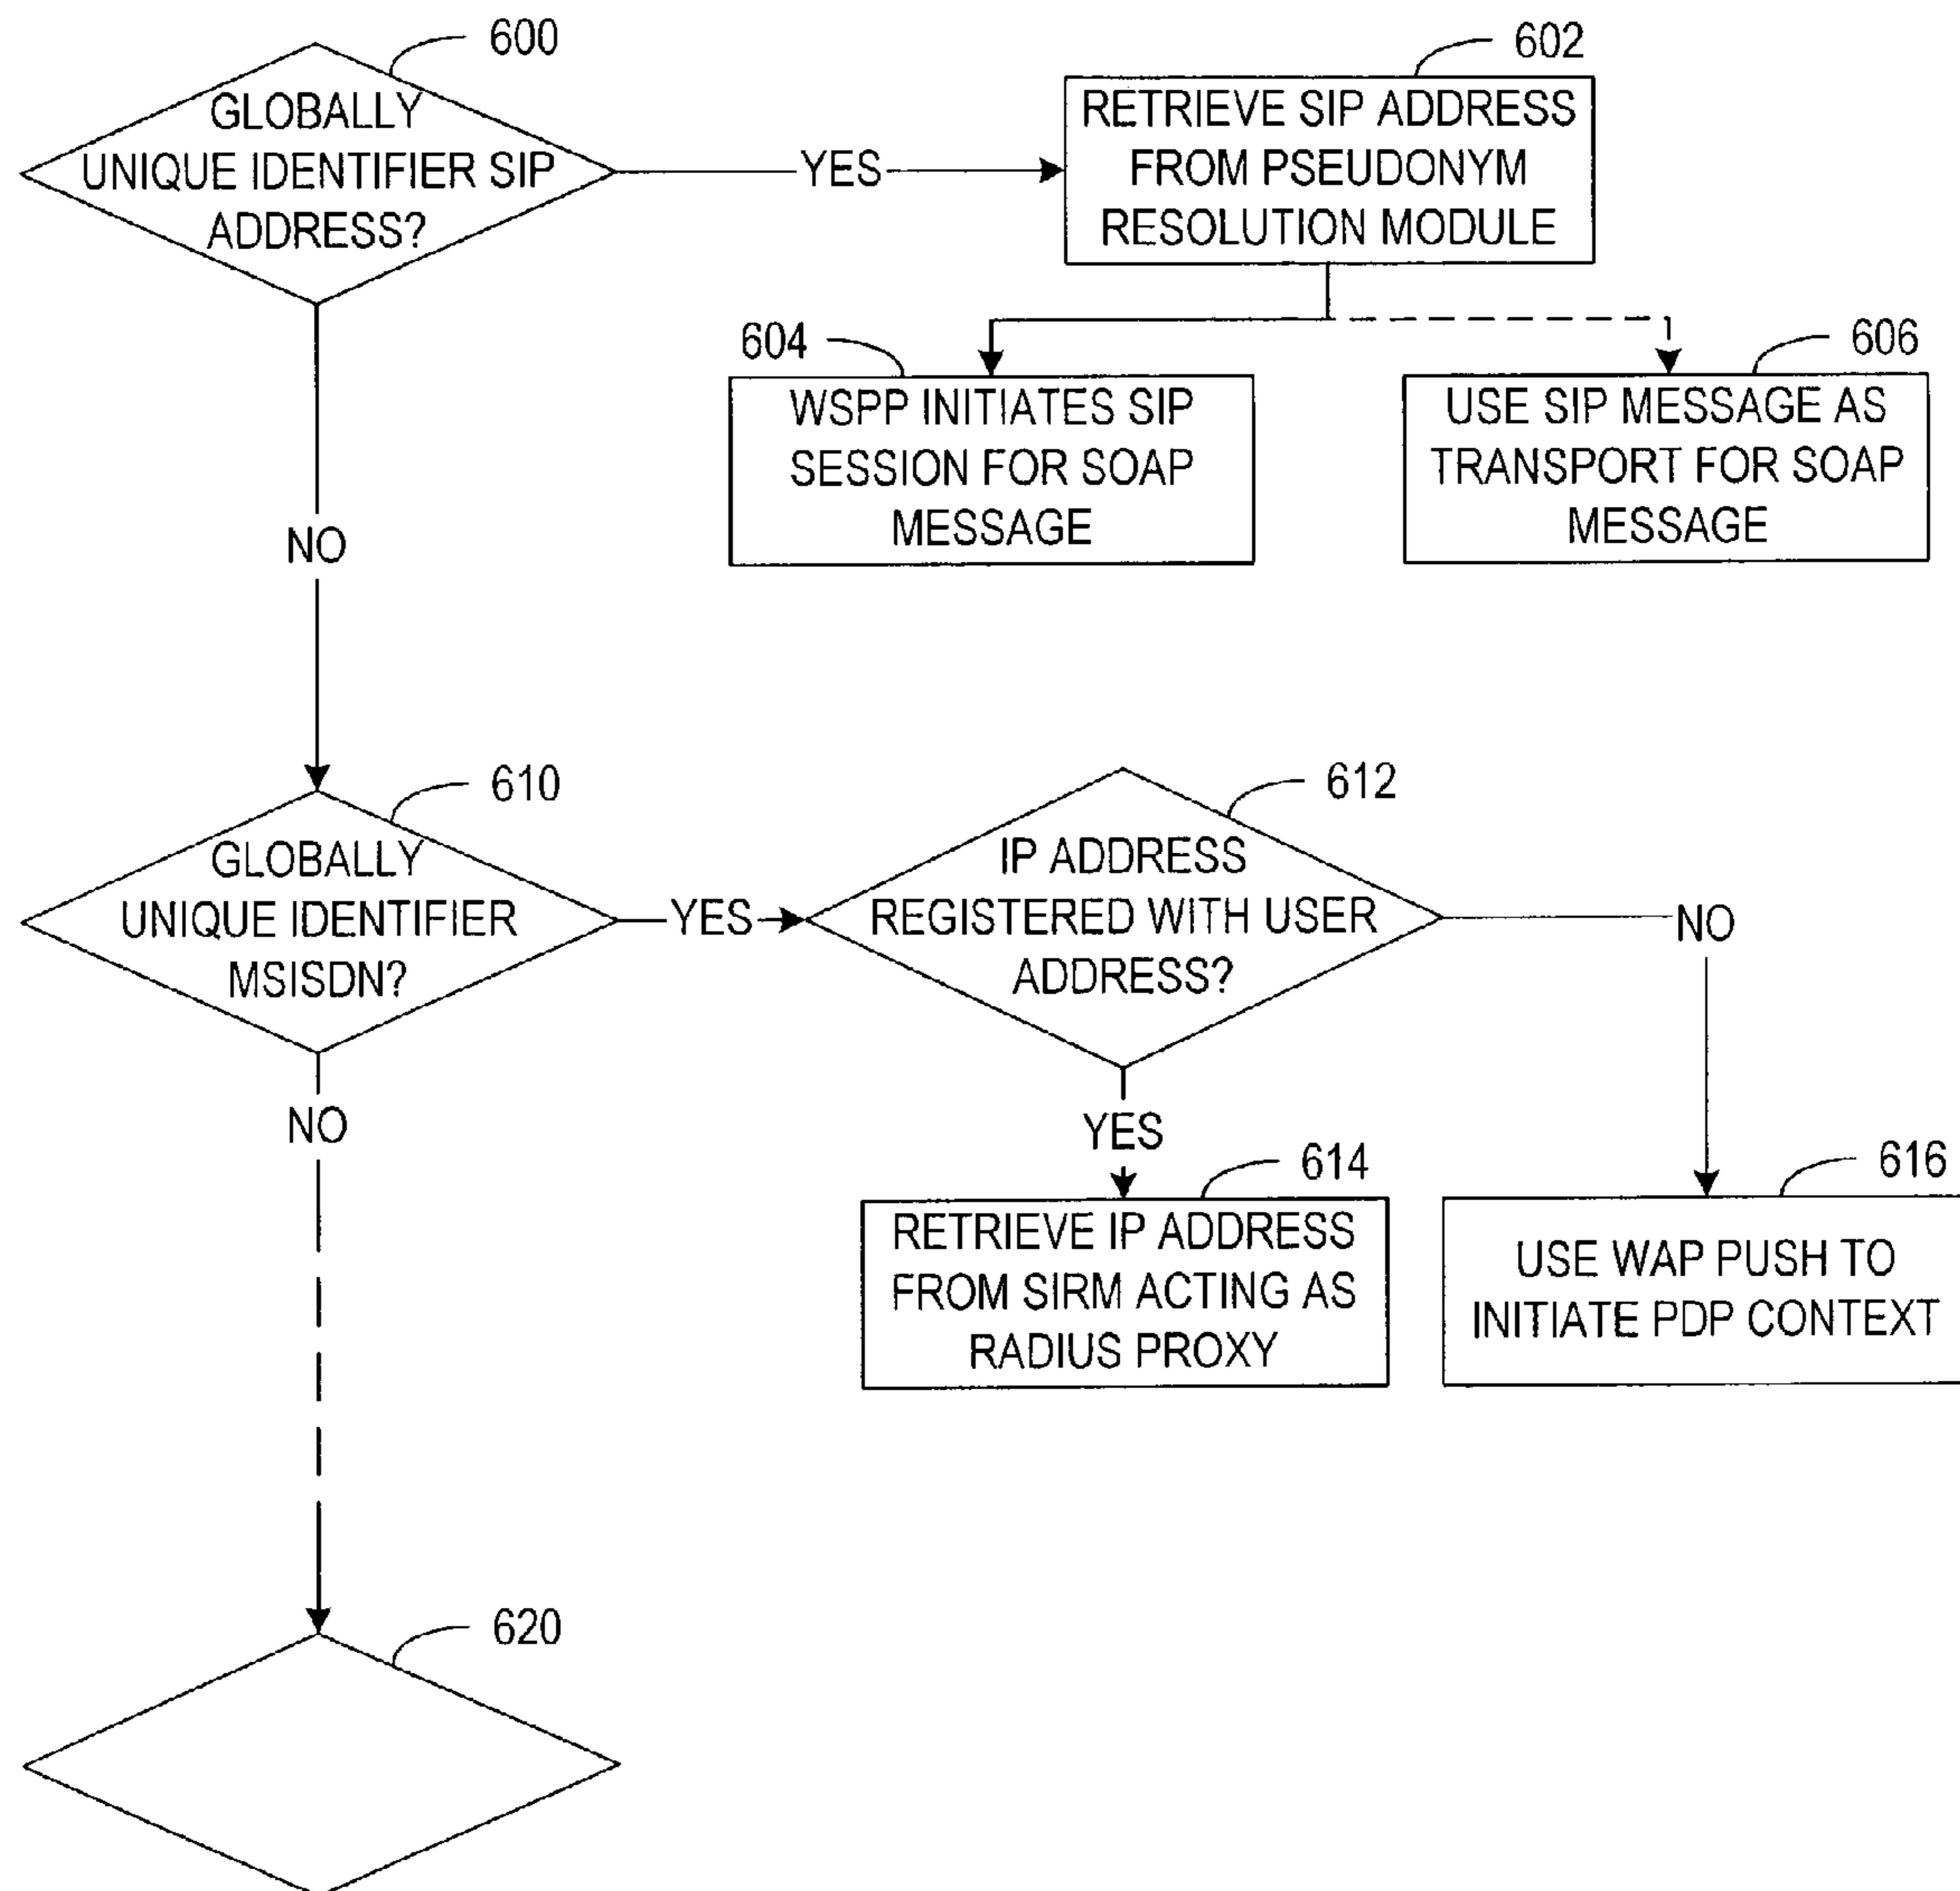 600
GLOBALLY
UNIQUE IDENTIFIER SIP
ADDRESS?
YES
602
RETRIEVE SIP ADDRESS
FROM PSEUDONYM
RESOLUTION MODULE
604
WSPP INITIATES SIP
SESSION FOR SOAP
MESSAGE
606
USE SIP MESSAGE AS
TRANSPORT FOR SOAP
MESSAGE
NO
610
GLOBALLY
UNIQUE IDENTIFIER
MSISDN?
YES
612
IP ADDRESS
REGISTERED WITH USER
ADDRESS?
NO
NO
YES
614
RETRIEVE IP ADDRESS
FROM SIRM ACTING AS
RADIUS PROXY
616
USE WAP PUSH TO
INITIATE PDP CONTEXT
620